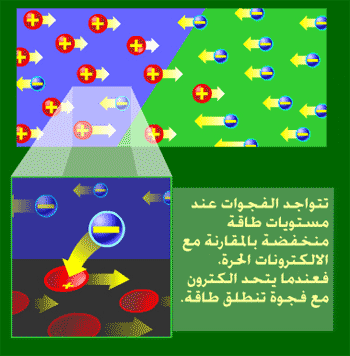 تتواجد الفجوات عند
مستويات طاقة
منخفضة بالمقارنة مع
الالكترونات الحرة.
فعندما يتحد الكترون
مع فجوة تنطلق طاقة.